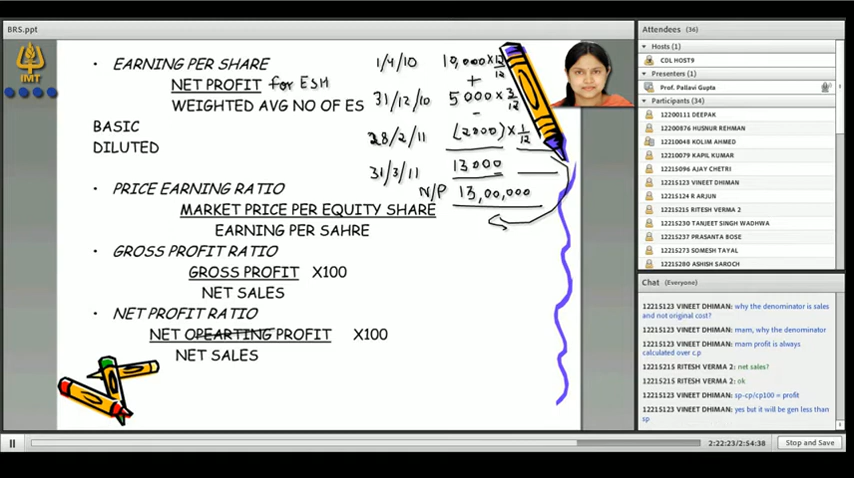 BRS.ppt
IMT
• EARNING PER SHARE
NET PROFIT for ESH
WEIGHTED AVG NO OF ES
BASIC
DILUTED
1/4/10 10,000 x 12/12
+
31/12/10 5000 x 3/12
-
28/2/11 (2000) x 1/12
31/3/11 13000
N/P 13,00,000
• PRICE EARNING RATIO
MARKET PRICE PER EQUITY SHARE
EARNING PER SAHRE
• GROSS PROFIT RATIO
GROSS PROFIT X100
NET SALES
• NET PROFIT RATIO
NET OPEARTING PROFIT X100
NET SALES
Attendees (36)
Hosts (1)
CDL HOST9
Presenters (1)
Prof. Pallavi Gupta
Participants (34)
12200111 DEEPAK
12200876 HUSNUR REHMAN
12210048 KOLIM AHMED
12210079 KAPIL KUMAR
12215096 AJAY CHETRI
12215123 VINEET DHIMAN
12215124 R ARJUN
12215215 RITESH VERMA 2
12215230 TANJEET SINGH WADHWA
12215237 PRASANTA BOSE
12215273 SOMESH TAYAL
12215280 ASHISH SAROCH
Chat (Everyone)
12215123 VINEET DHIMAN: why the denominator is sales
and not original cost?
12215123 VINEET DHIMAN: mam, why the denominator
12215123 VINEET DHIMAN: mam profit is always
calculated over c.p
12215215 RITESH VERMA 2: net sales?
12215215 RITESH VERMA 2: ok
12215123 VINEET DHIMAN: sp-cp/cp100 = profit
12215123 VINEET DHIMAN: yes but it will be gen less than
sp
2:22:23/2:54:38
Stop and Save